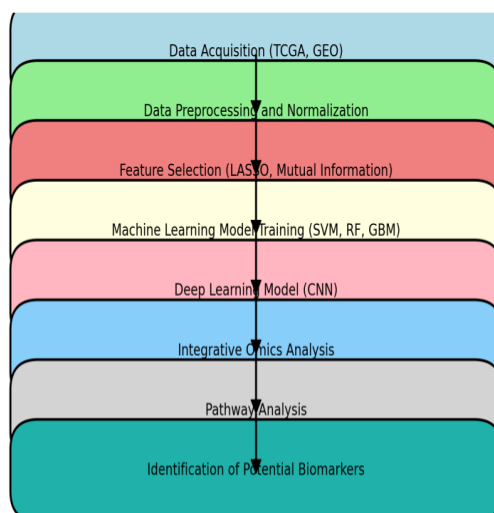 Data Acquisition (TCGA, GEO)
Data Preprocessing and Normalization
Feature Selection (LASSO, Mutual Information)
Machine Learning Model Training (SVM, RF, GBM)
Deep Learning Model (CNN)
Integrative Omics Analysis
Pathway Analysis
Identification of Potential Biomarkers